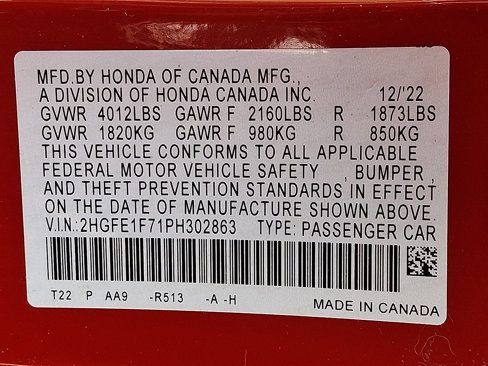 MFD.BY HONDA OF CANADA MFG.,
A DIVISION OF HONDA CANADA INC. 12/'22
GVWR 4012LBS GAWR F 2160LBS R 1873LBS
GVWR 1820KG GAWR F 980KG R 850KG
THIS VEHICLE CONFORMS TO ALL APPLICABLE
FEDERAL MOTOR VEHICLE SAFETY , BUMPER ,
AND THEFT PREVENTION STANDARDS IN EFFECT
ON THE DATE OF MANUFACTURE SHOWN ABOVE.
V.I.N.:2HGFE1F71PH302863 TYPE: PASSENGER CAR
T22 P AA9 -R513 -A -H
MADE IN CANADA